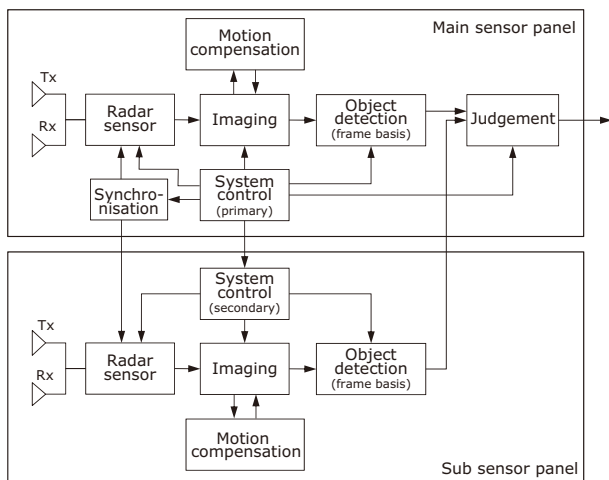 Main sensor panel
Motion
compensation
Tx
Rx
Radar
sensor
Imaging
Object
detection
(frame basis)
Judgement
Synchro-
nisation
System
control
(primary)
System
control
(secondary)
Tx
Rx
Radar
sensor
Imaging
Object
detection
(frame basis)
Motion
compensation
Sub sensor panel